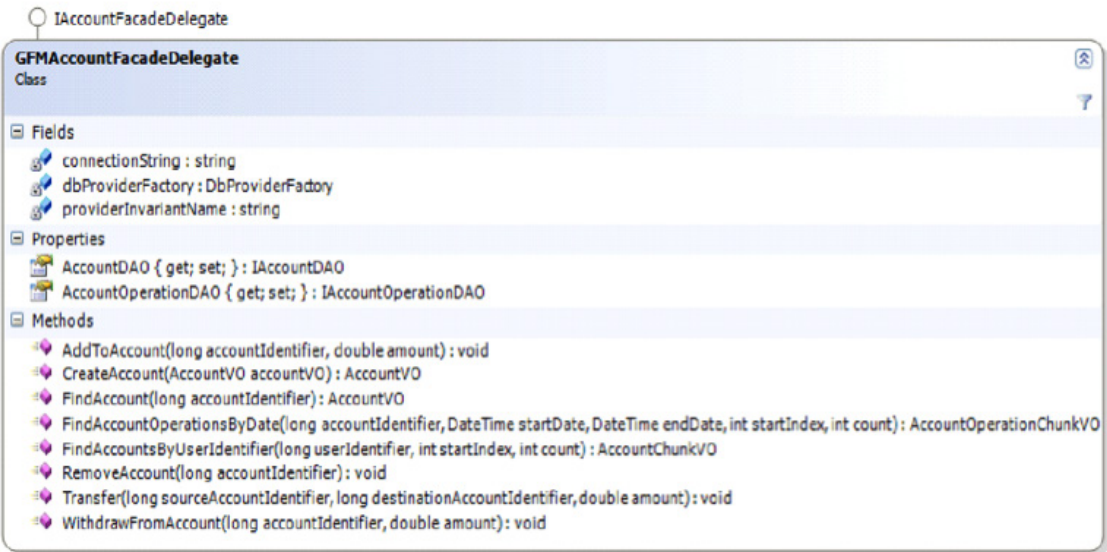 IAccountFacadeDelegate
GFMAccountFacadeDelegate
Class
Fields
connectionString : string
dbProviderFactory : DbProviderFactory
providerInvariantName : string
Properties
AccountDAO { get; set; } : IAccountDAO
AccountOperationDAO { get; set; } : IAccountOperationDAO
Methods
AddToAccount(long accountIdentifier, double amount) : void
CreateAccount(AccountVO accountVO) : AccountVO
FindAccount(long accountIdentifier) : AccountVO
FindAccountOperationsByDate(long accountIdentifier, DateTime startDate, DateTime endDate, int startIndex, int count) : AccountOperationChunkVO
FindAccountsByUserIdentifier(long userIdentifier, int startIndex, int count) : AccountChunkVO
RemoveAccount(long accountIdentifier) : void
Transfer(long sourceAccountIdentifier, long destinationAccountIdentifier, double amount) : void
WithdrawFromAccount(long accountIdentifier, double amount) : void